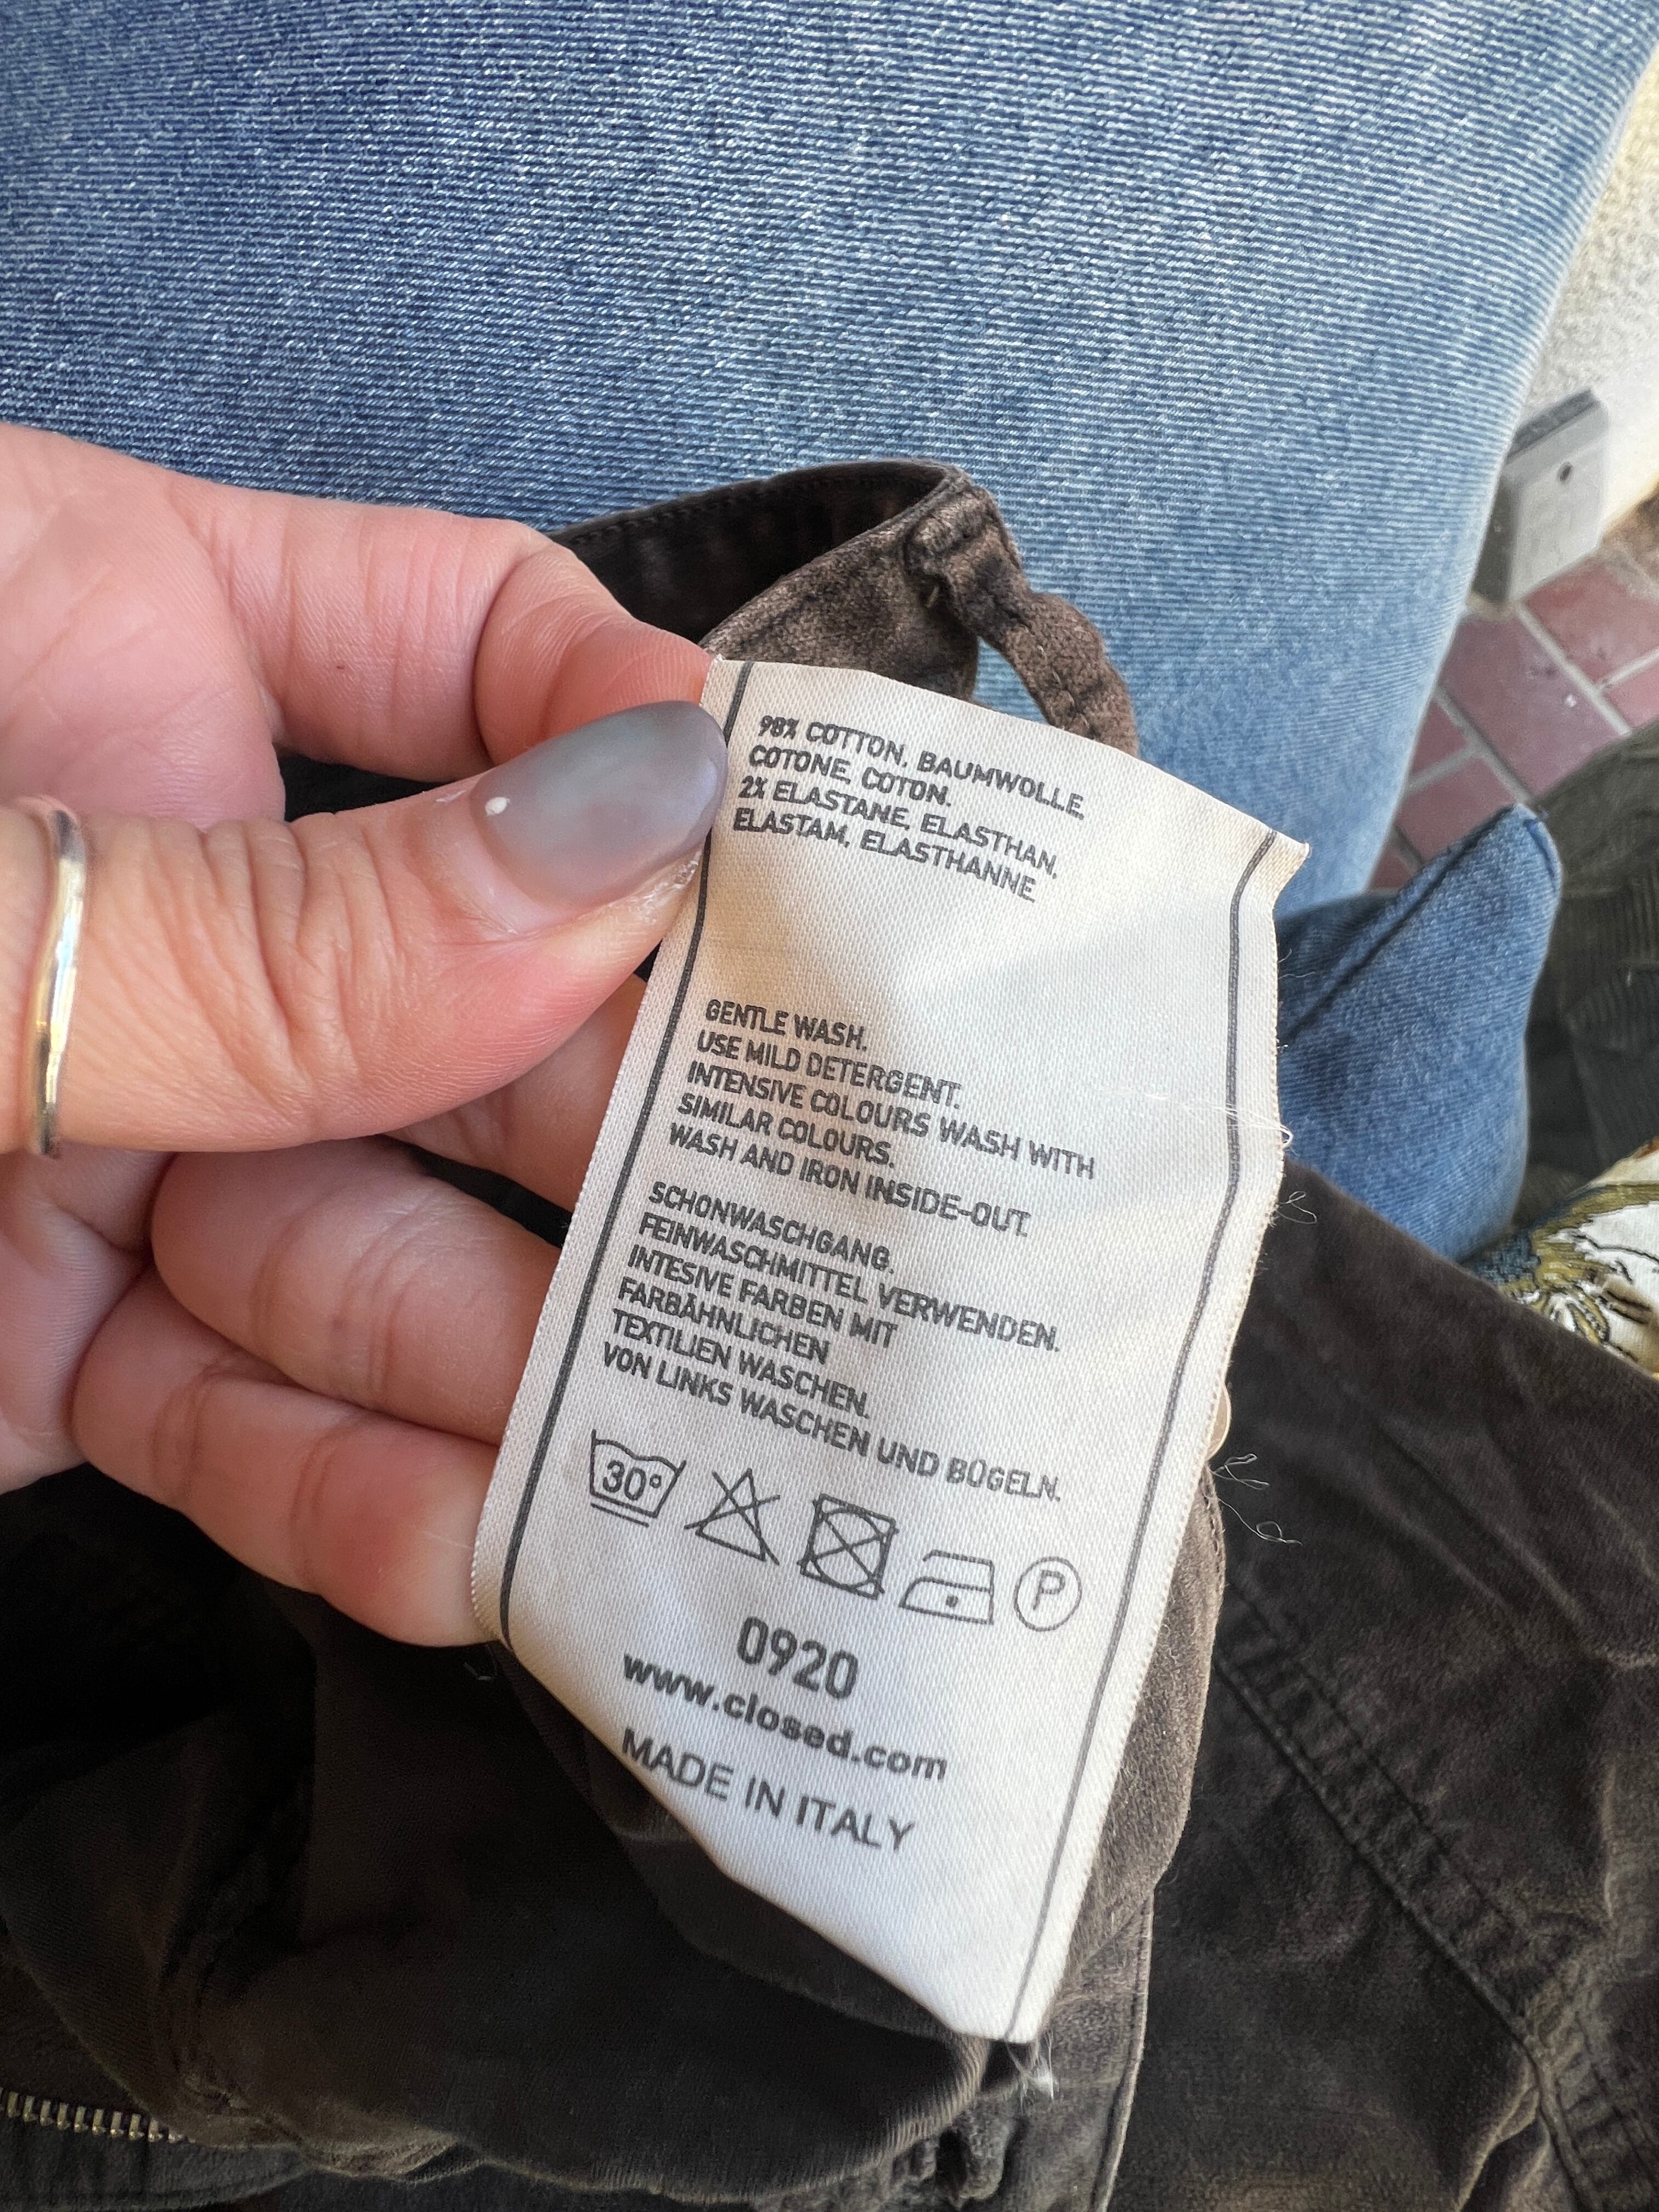 98% COTTON, BAUMWOLLE,
COTONE, COTON.
2% ELASTANE, ELASTHAN,
ELASTAM, ELASTHANNE
GENTLE WASH.
USE MILD DETERGENT.
INTENSIVE COLOURS WASH WITH
SIMILAR COLOURS.
WASH AND IRON INSIDE-OUT.
SCHONWASCHGANG.
FEINWASCHMITTEL VERWENDEN.
INTESIVE FARBEN MIT
FARBÄHNLICHEN
TEXTILIEN WASCHEN.
VON LINKS WASCHEN UND BÜGELN.
30° P
0920
www.closed.com
MADE IN ITALY